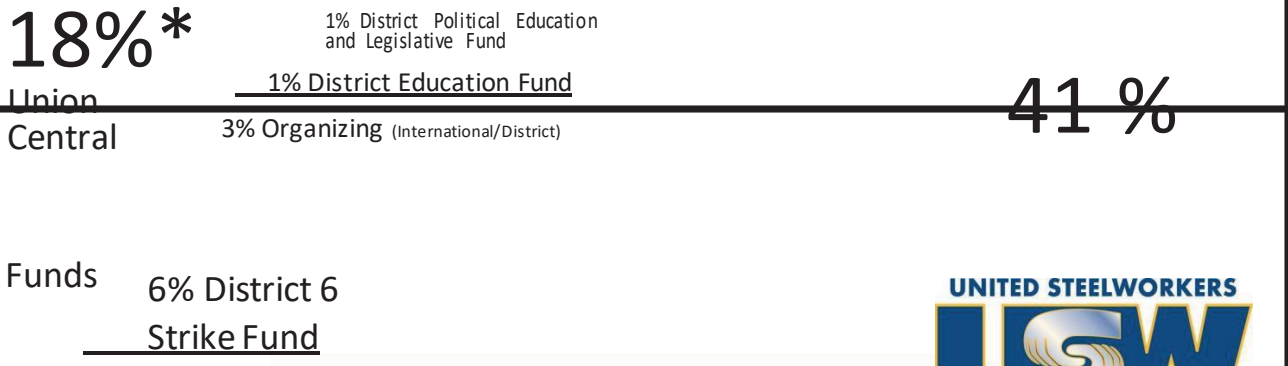 18%*
1% District Political Education
and Legislative Fund
1% District Education Fund
Union
41 %
Central
3% Organizing (International/District)
Funds
6% District 6
Strike Fund
UNITED STEELWORKERS
USW